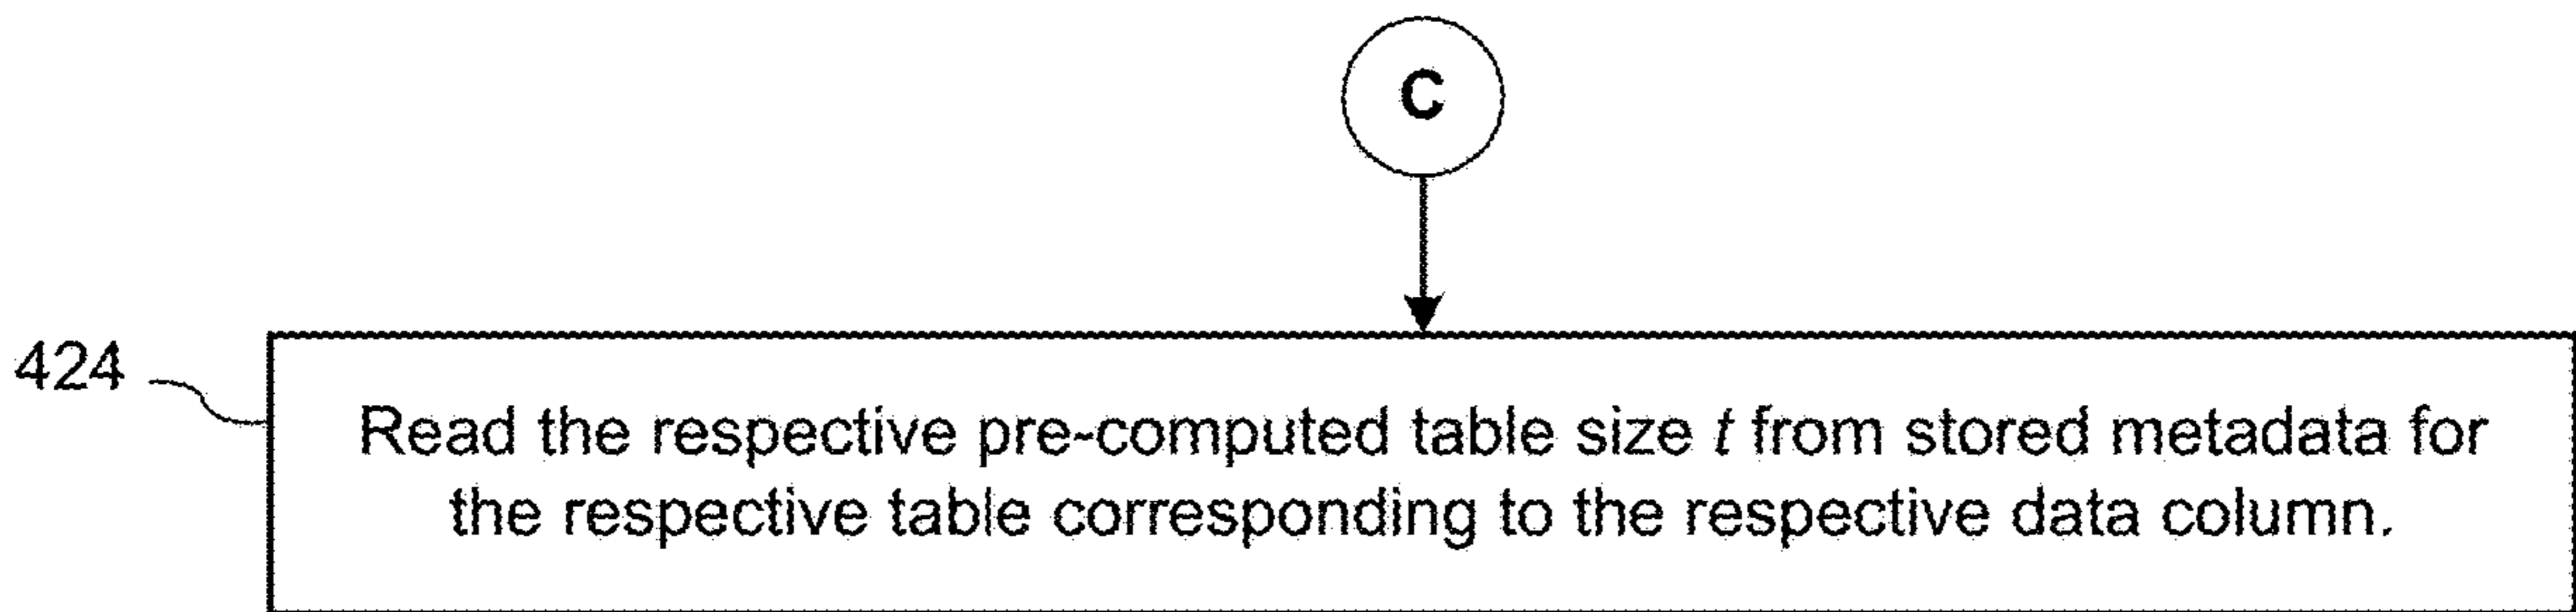 C
424
Read the respective pre-computed table size t from stored metadata for
the respective table corresponding to the respective data column.